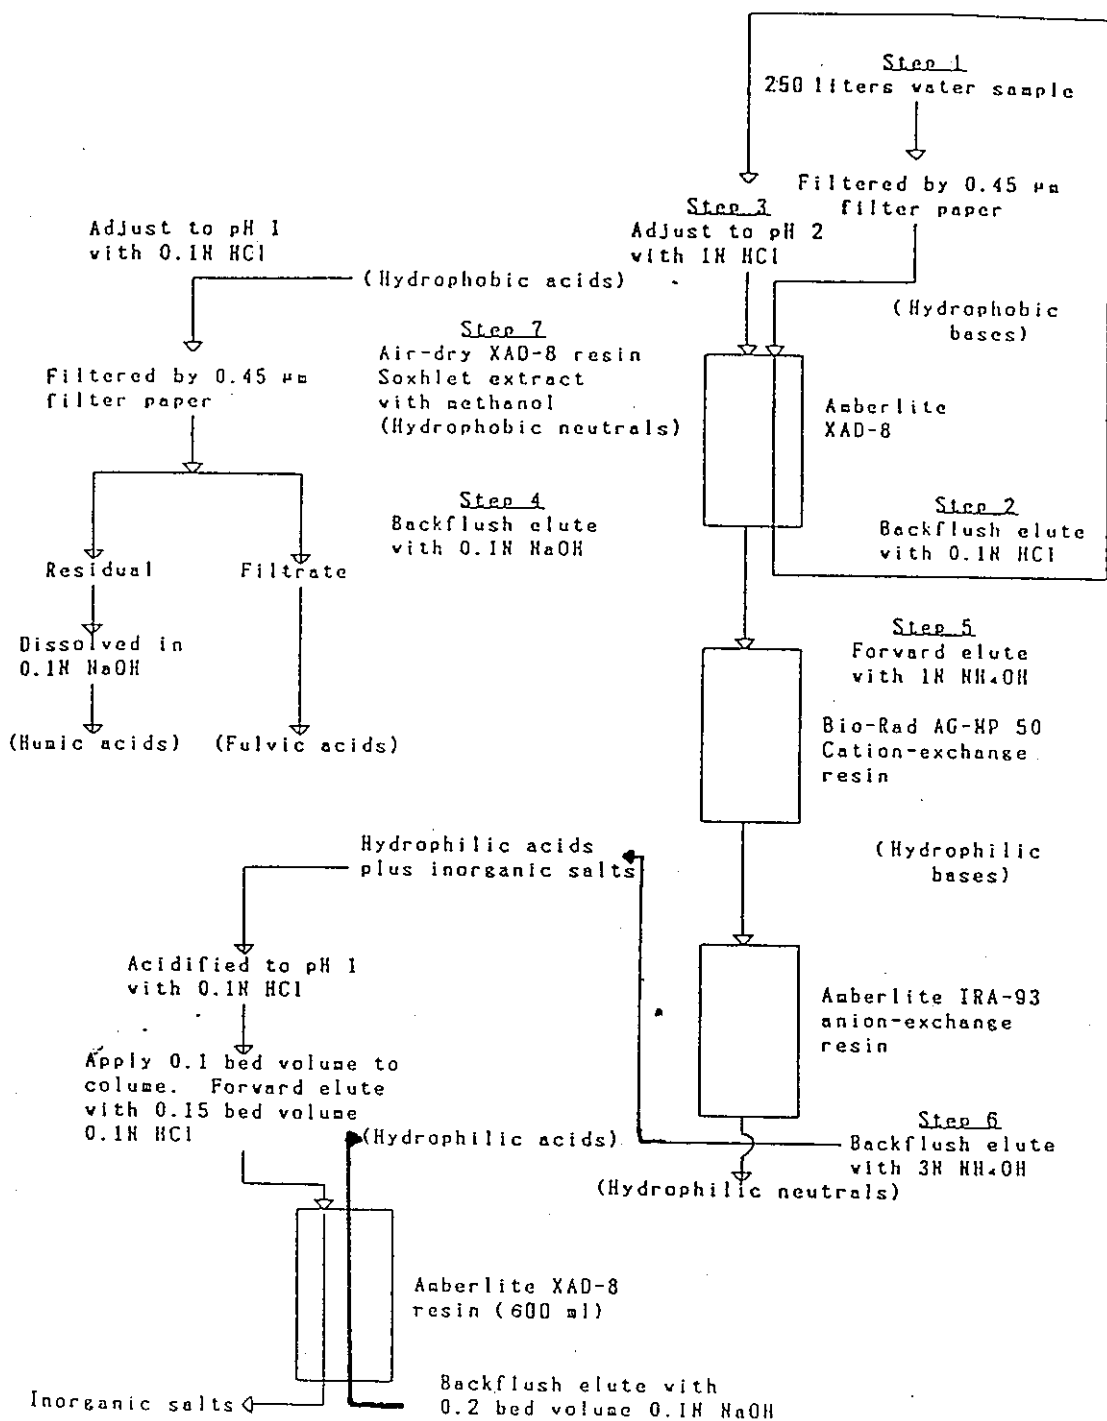 Step 1
250 liters water sample
Filtered by 0.45 μm
filter paper
Step 3
Adjust to pH 2
with 1N HCl
Adjust to pH 1
with 0.1N HCl
(Hydrophobic acids)
(Hydrophobic
bases)
Step 7
Air-dry XAD-8 resin
Soxhlet extract
with methanol
(Hydrophobic neutrals)
Filtered by 0.45 μm
filter paper
Amberlite
XAD-8
Step 4
Backflush elute
with 0.1N NaOH
Step 2
Backflush elute
with 0.1N HCl
Residual
Filtrate
Dissolved in
0.1N NaOH
(Humic acids)
(Fulvic acids)
Step 5
Forward elute
with 1N NH₄OH
Bio-Rad AG-MP 50
Cation-exchange
resin
Hydrophilic acids
plus inorganic salts
(Hydrophilic
bases)
Acidified to pH 1
with 0.1N HCl
Amberlite IRA-93
anion-exchange
resin
Apply 0.1 bed volume to
colume. Forward elute
with 0.15 bed volume
0.1N HCl
(Hydrophilic acids)
Step 6
Backflush elute
with 3N NH₄OH
(Hydrophilic neutrals)
Amberlite XAD-8
resin (600 ml)
Inorganic salts
Backflush elute with
0.2 bed volume 0.1N NaOH